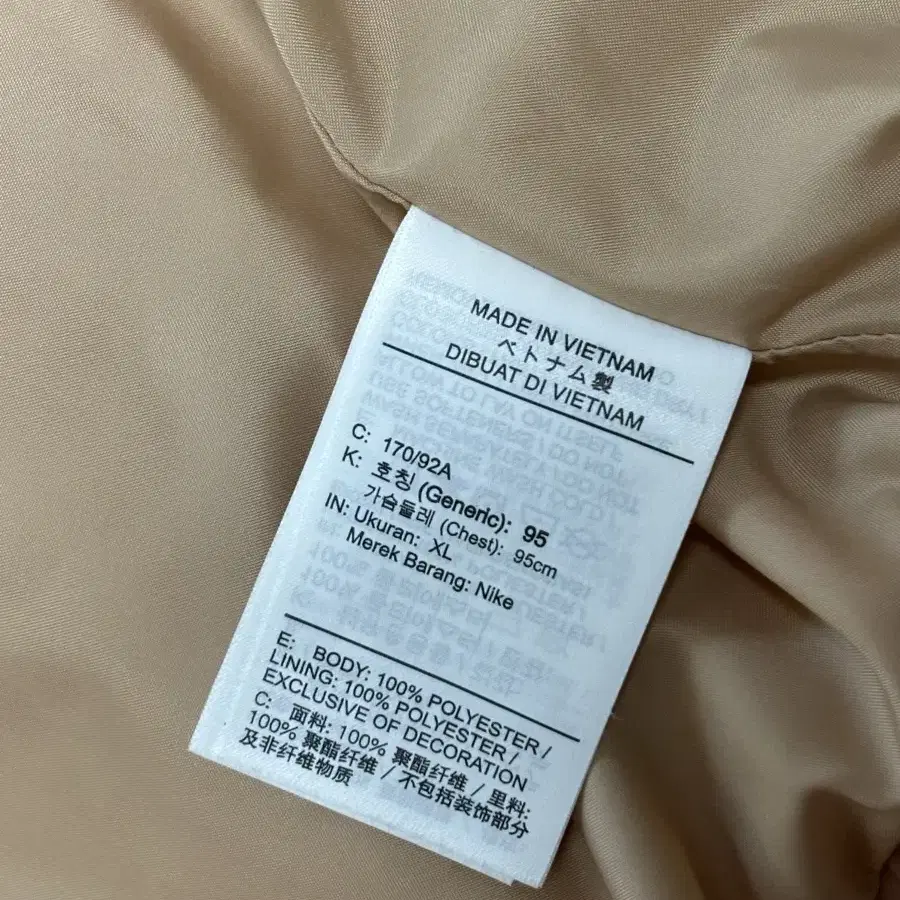 MADE IN VIETNAM
ベトナム製
DIBUAT DI VIETNAM
C: 170/92A
K: 호칭 (Generic): 95
가슴둘레 (Chest): 95cm
IN: Ukuran: XL
Merek Barang: Nike
E: BODY: 100% POLYESTER /
LINING: 100% POLYESTER /
EXCLUSIVE OF DECORATION
C: 面料: 100% 聚酯纤维 / 里料:
100% 聚酯纤维 / 不包括装饰部分
及非纤维物质